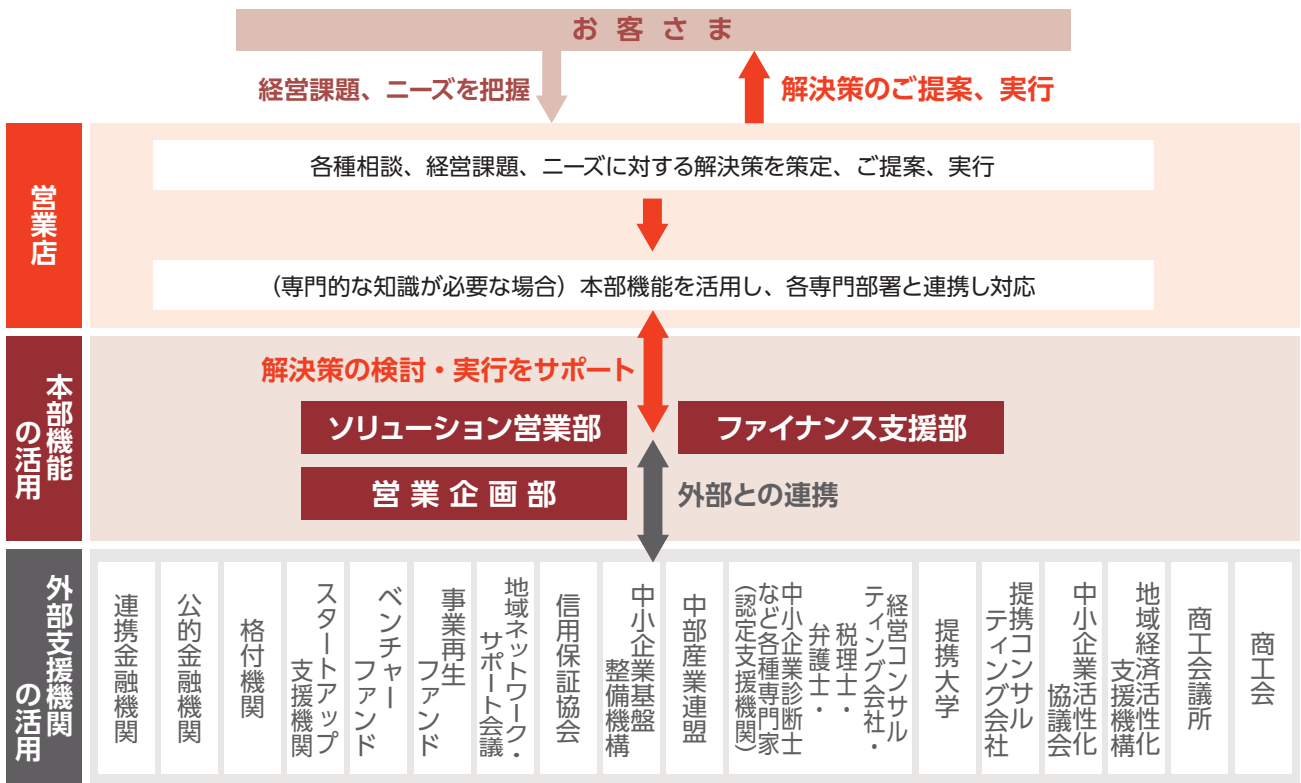 お客さま
経営課題、ニーズを把握
解決策のご提案、実行
営業店
各種相談、経営課題、ニーズに対する解決策を策定、ご提案、実行
（専門的な知識が必要な場合）本部機能を活用し、各専門部署と連携し対応
本部機能
の活用
解決策の検討・実行をサポート
ソリューション営業部
ファイナンス支援部
営業企画部
外部との連携
外部支援機関
の活用
連携金融機関
公的金融機関
格付機関
スタートアップ
支援機関
ベンチャー
ファンド
事業再生
ファンド
地域ネットワーク・
サポート会議
信用保証協会
中小企業基盤
整備機構
中部産業連盟
経営コンサル
ティング会社・
税理士・
弁護士・
中小企業診断士
など各種専門家
（認定支援機関）
提携大学
提携コンサル
ティング会社
中小企業活性化
協議会
地域経済活性化
支援機構
商工会議所
商工会